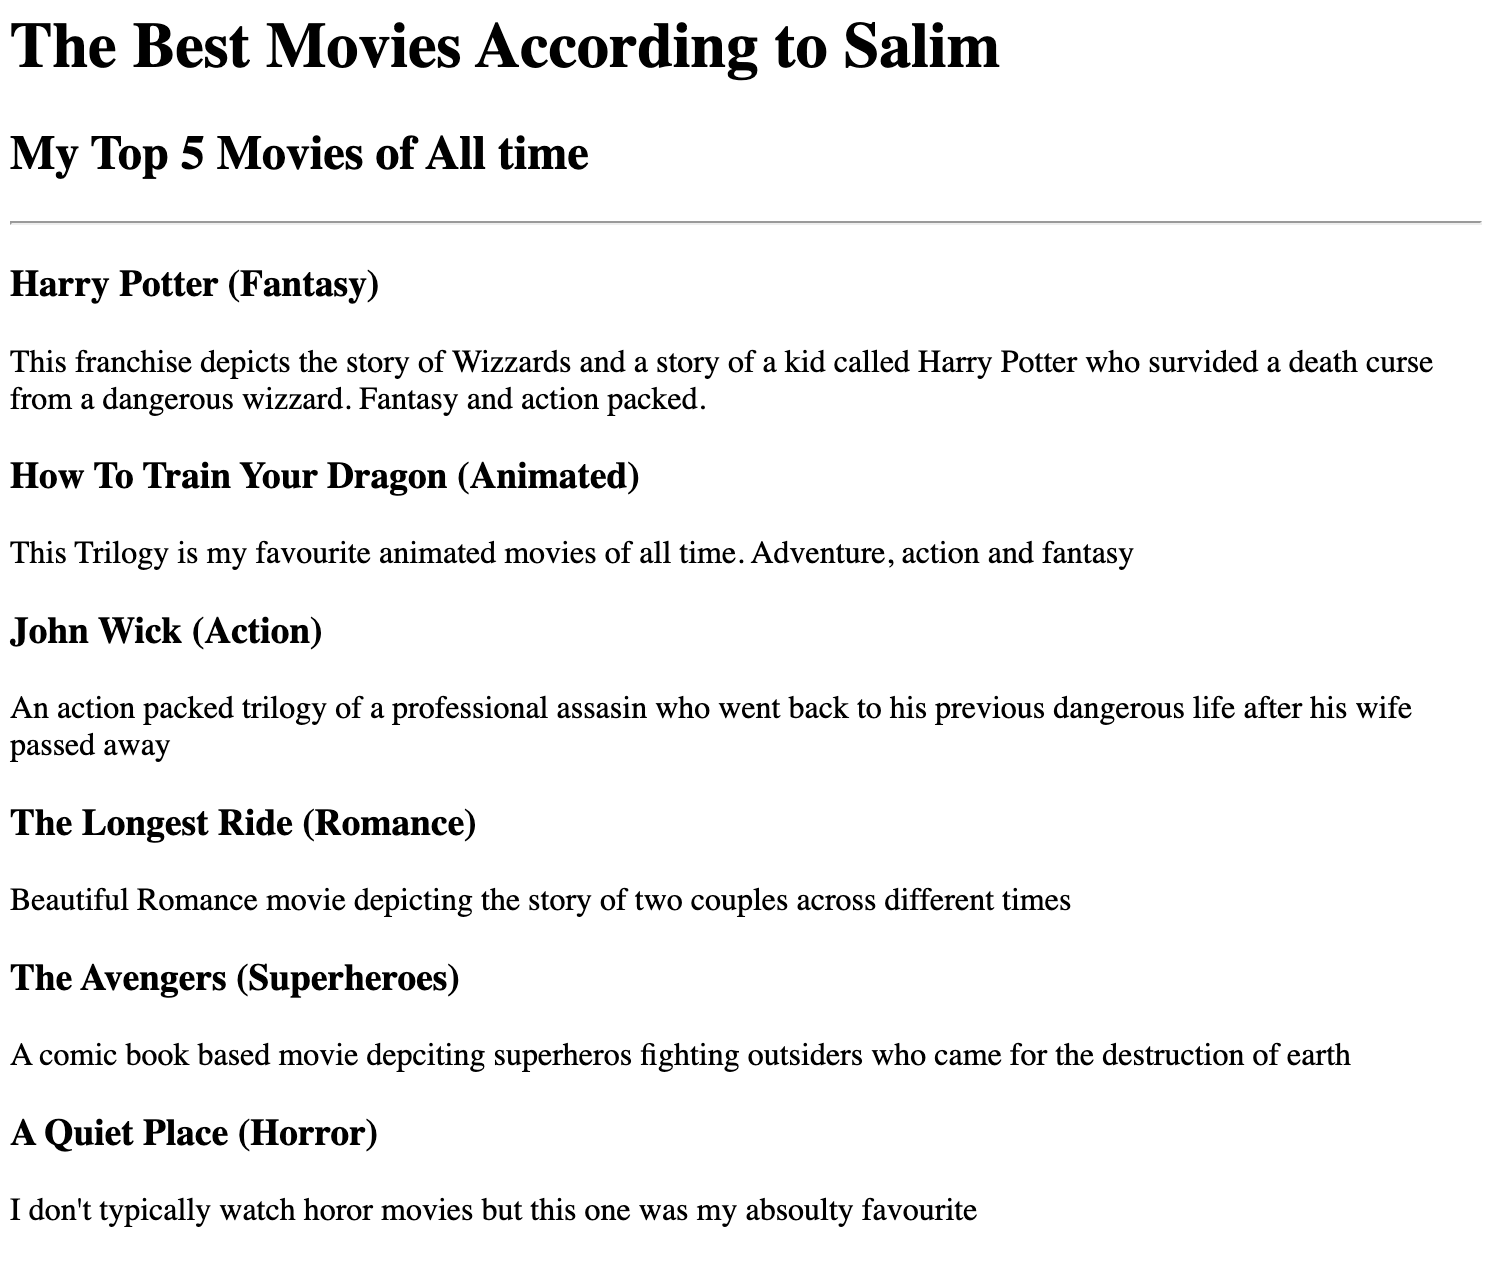 The Best Movies According to Salim
My Top 5 Movies of All time
Harry Potter (Fantasy)
This franchise depicts the story of Wizzards and a story of a kid called Harry Potter who survided a death curse
from a dangerous wizzard. Fantasy and action packed.
How To Train Your Dragon (Animated)
This Trilogy is my favourite animated movies of all time. Adventure, action and fantasy
John Wick (Action)
An action packed trilogy of a professional assasin who went back to his previous dangerous life after his wife
passed away
The Longest Ride (Romance)
Beautiful Romance movie depicting the story of two couples across different times
The Avengers (Superheroes)
A comic book based movie depciting superheros fighting outsiders who came for the destruction of earth
A Quiet Place (Horror)
I don't typically watch horor movies but this one was my absoulty favourite